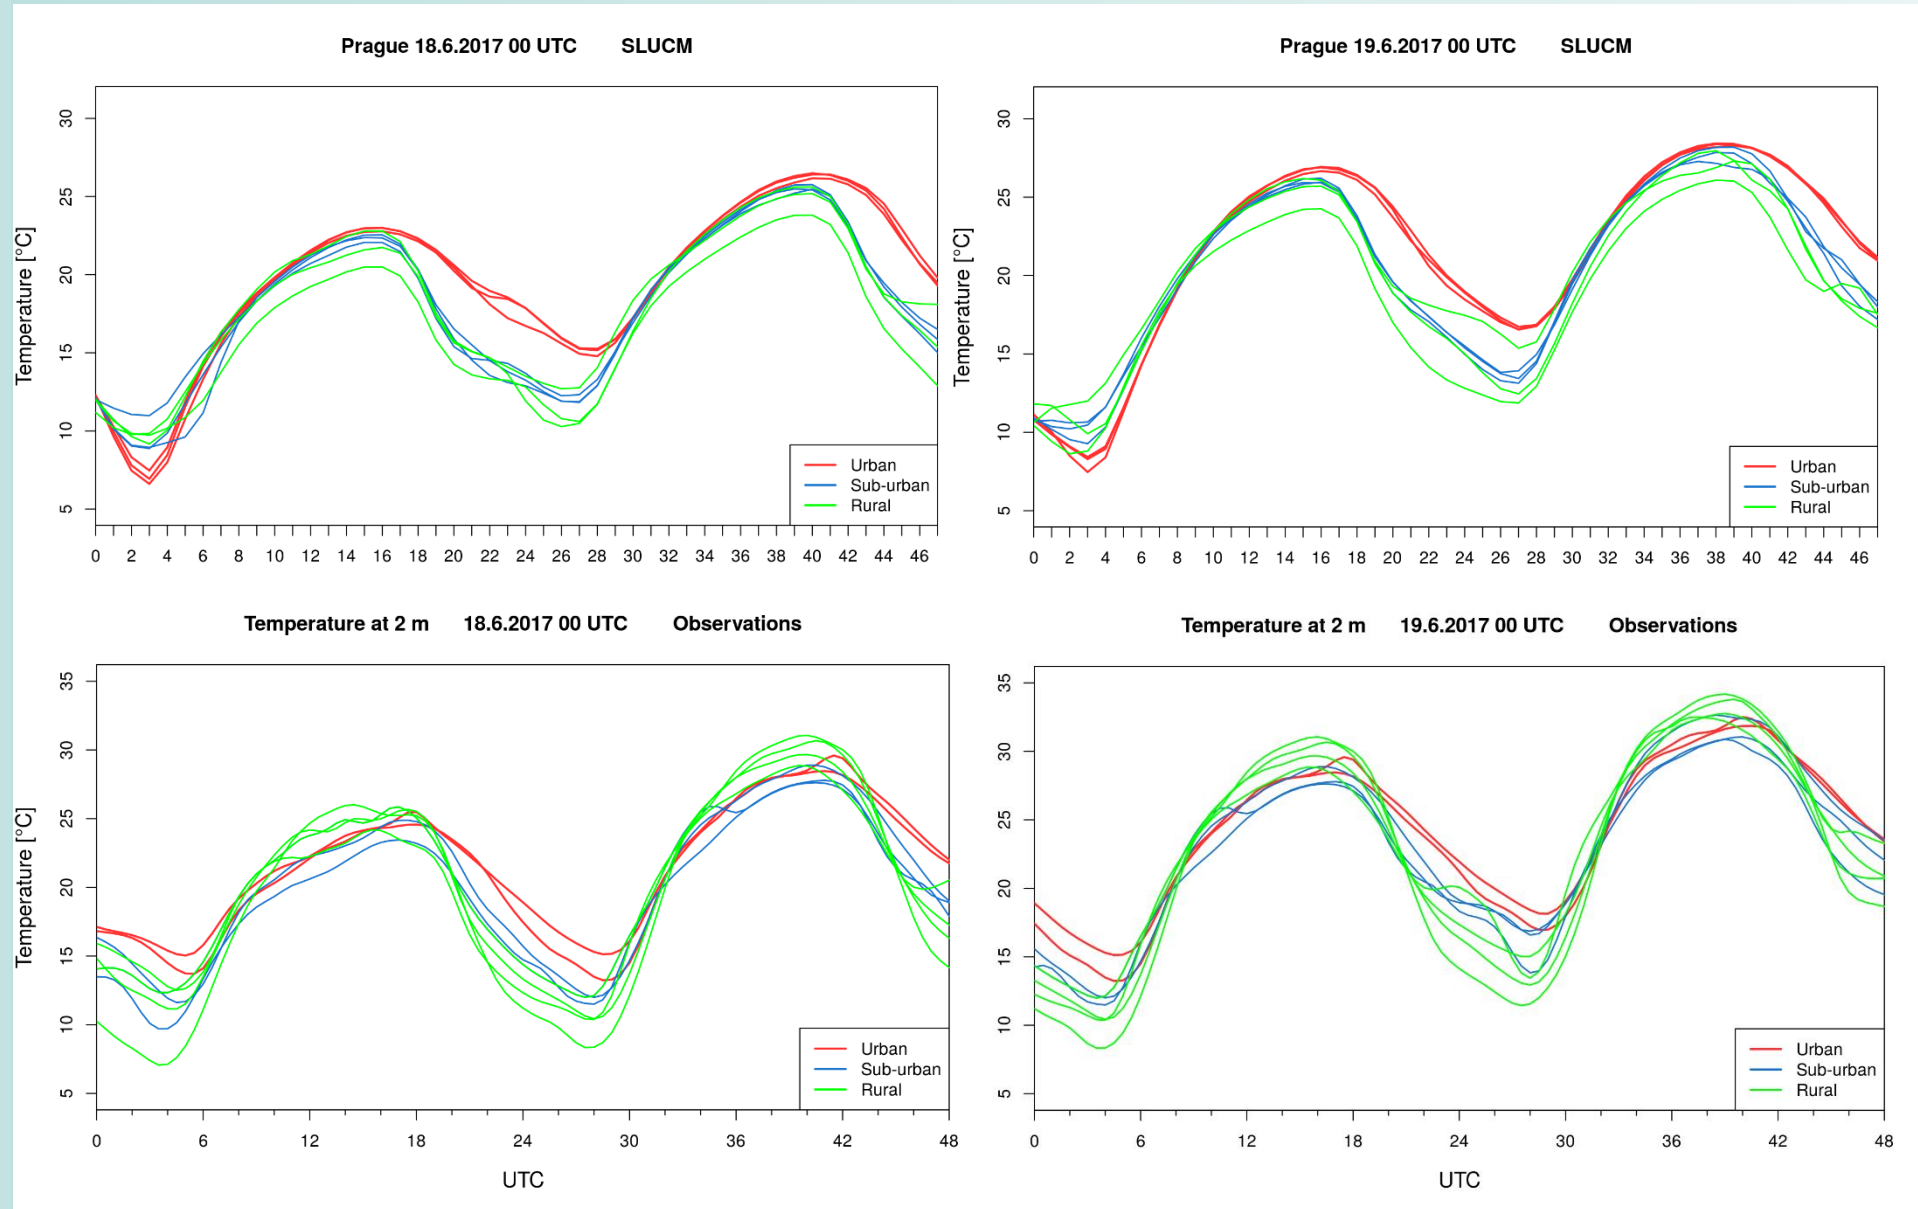 Prague 18.6.2017 00 UTC SLUCM
Temperature [°C]
30
25
20
15
10
5
0 2 4 6 8 10 12 14 16 18 20 22 24 26 28 30 32 34 36 38 40 42 44 46
Urban
Sub-urban
Rural
Prague 19.6.2017 00 UTC SLUCM
Temperature [°C]
30
25
20
15
10
5
0 2 4 6 8 10 12 14 16 18 20 22 24 26 28 30 32 34 36 38 40 42 44 46
Urban
Sub-urban
Rural
Temperature at 2 m 18.6.2017 00 UTC Observations
Temperature [°C]
35
30
25
20
15
10
5
0 6 12 18 24 30 36 42 48
UTC
Urban
Sub-urban
Rural
Temperature at 2 m 19.6.2017 00 UTC Observations
35
30
25
20
15
10
5
0 6 12 18 24 30 36 42 48
UTC
Urban
Sub-urban
Rural